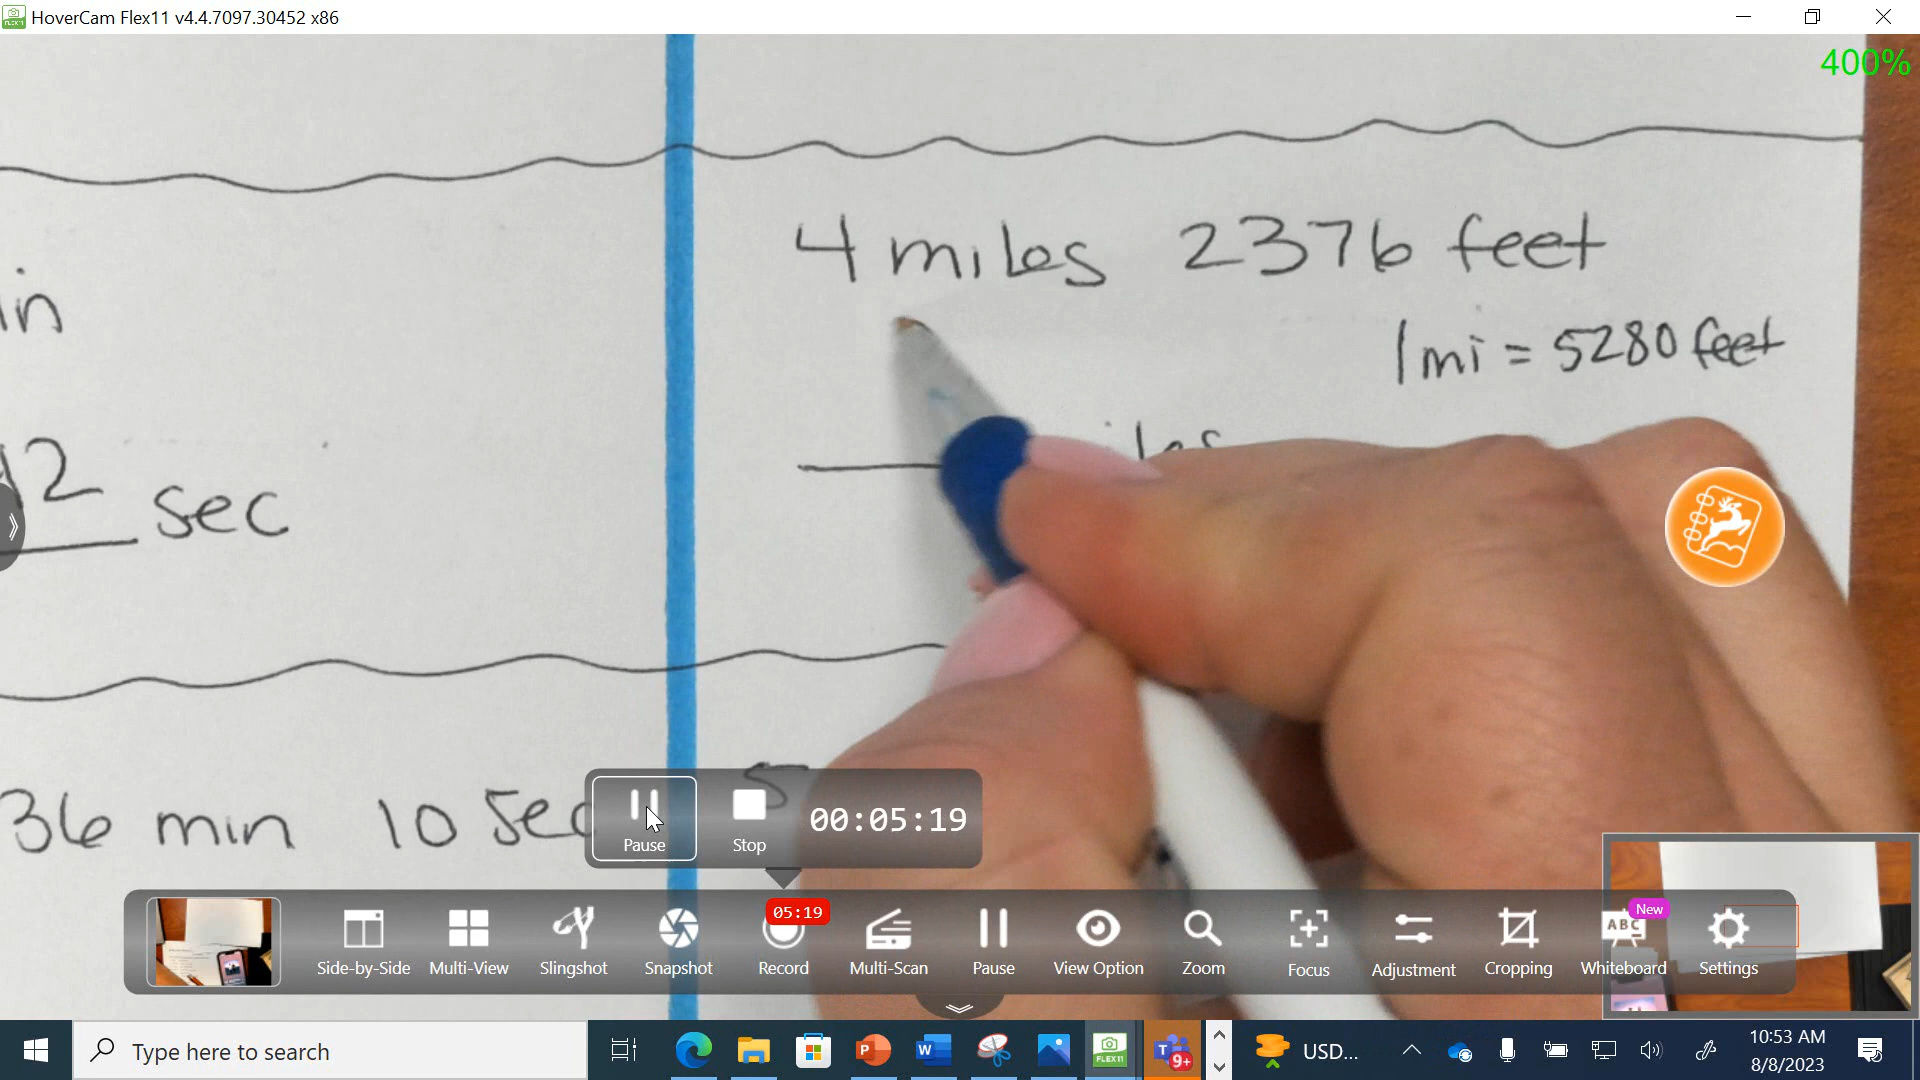 HoverCam Flex11 v4.4.7097.30452 x86
400%
4 miles 2376 feet
in
1 mi = 5280 feet
2 sec
36 min 10 sec
5
Pause
Stop
00:05:19
05:19
New
ABC
Side-by-Side
Multi-View
Slingshot
Snapshot
Record
Multi-Scan
Pause
View Option
Zoom
Focus
Adjustment
Cropping
Whiteboard
Settings
Type here to search
FLEX11
9+
USD...
10:53 AM
8/8/2023